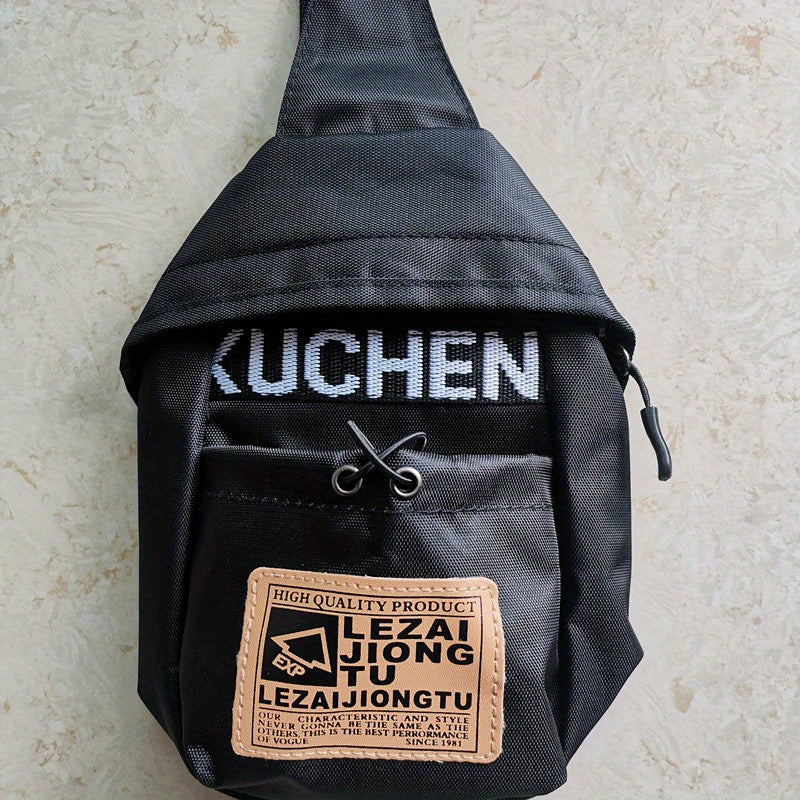 KUCHEN
HIGH QUALITY PRODUCT
EXP
LEZAI
JIONG
TU
LEZAIJIONGTU
OUR CHARACTERISTIC AND STYLE
NEVER GONNA BE THE SAME AS THE
OTHERS, THIS IS THE BEST PERRORMANCE
OF VOGUE SINCE 1981